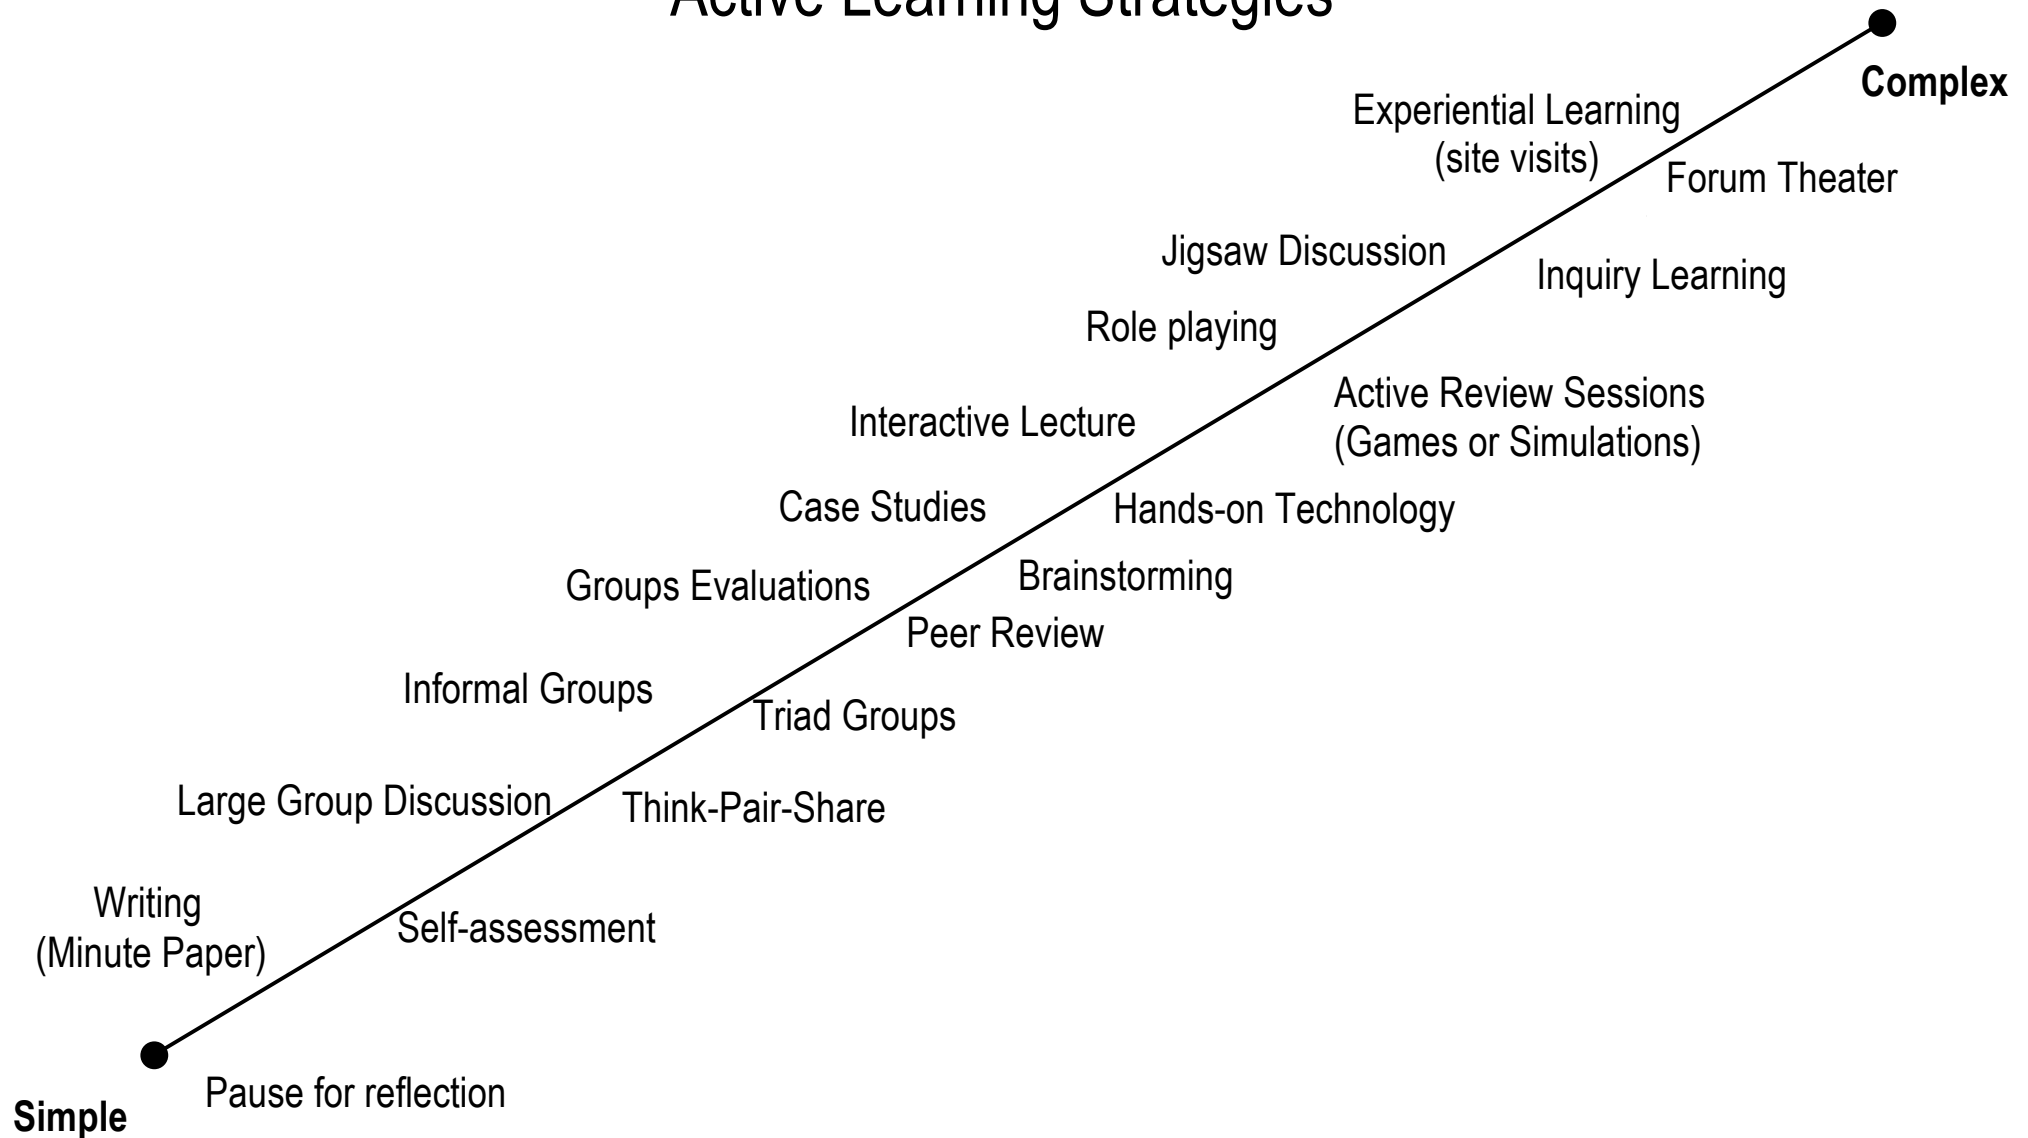 Active Learning Strategies
Complex
Experiential Learning
(site visits)
Forum Theater
Jigsaw Discussion
Inquiry Learning
Role playing
Active Review Sessions
(Games or Simulations)
Interactive Lecture
Case Studies
Hands-on Technology
Brainstorming
Groups Evaluations
Peer Review
Informal Groups
Triad Groups
Large Group Discussion
Think-Pair-Share
Writing
(Minute Paper)
Self-assessment
Pause for reflection
Simple